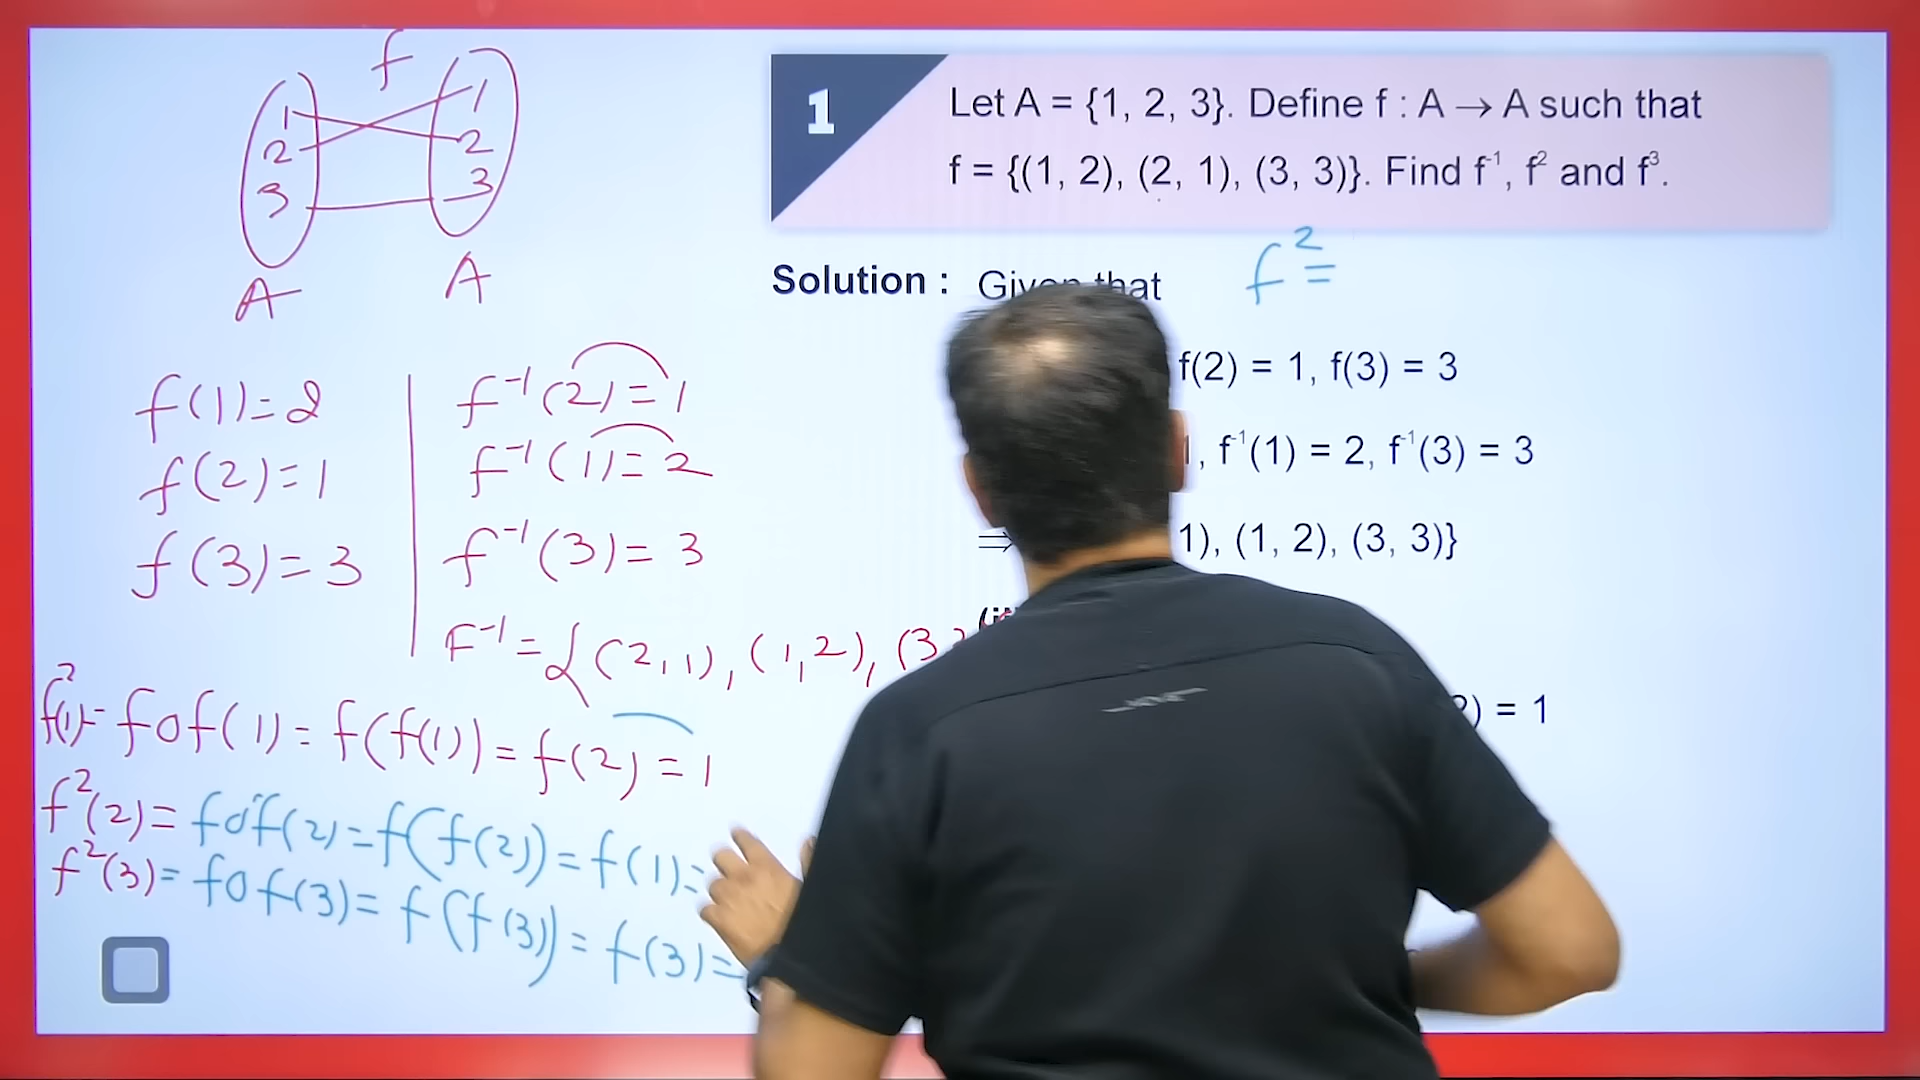 f
1
2
3
1
2
3
A
A
f(1)=2
f(2)=1
f(3)=3
f⁻¹(2)=1
f⁻¹(1)=2
f⁻¹(3)=3
F⁻¹={(2,1),(1,2),(3,
f²(1)=fof(1)=f(f(1))=f(2)=1
f²(2)=fof(2)=f(f(2))=f(1)=
f²(3)=fof(3)=f(f(3))=f(3)=
1
Let A = {1, 2, 3}. Define f : A → A such that
f = {(1, 2), (2, 1), (3, 3)}. Find f⁻¹, f² and f³.
Solution : Given that
f²=
f(2) = 1, f(3) = 3
, f⁻¹(1) = 2, f⁻¹(3) = 3
⇒ 1), (1, 2), (3, 3)}
) = 1